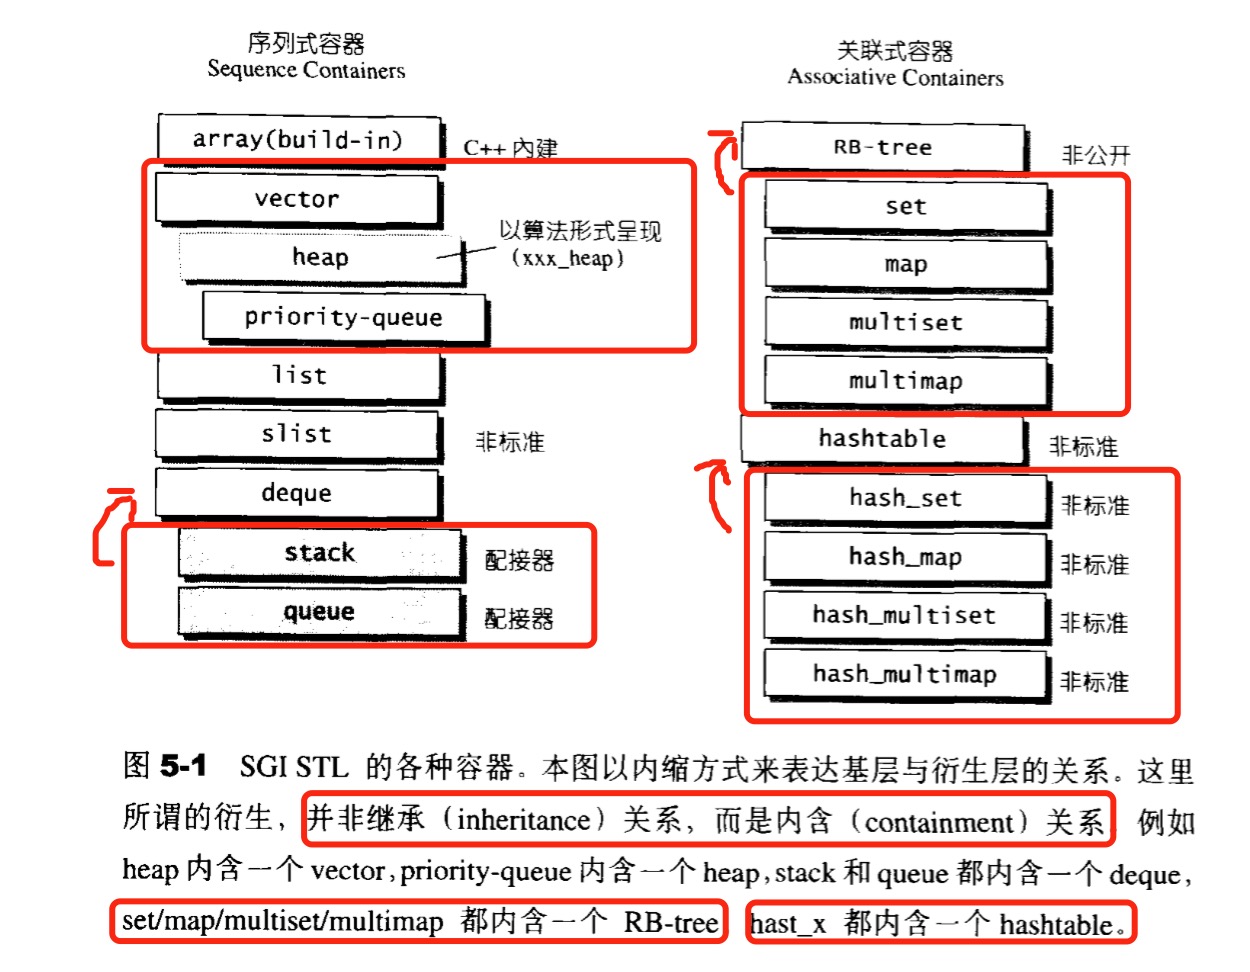 序列式容器
Sequence Containers
array(build-in)
C++ 内建
vector
heap
以算法形式呈现
(xxx_heap)
priority-queue
list
slist
非标准
deque
stack
配接器
queue
配接器
关联式容器
Associative Containers
RB-tree
非公开
set
map
multiset
multimap
hashtable
非标准
hash_set
非标准
hash_map
非标准
hash_multiset
非标准
hash_multimap
非标准
图 5-1 SGI STL 的各种容器。本图以内缩方式来表达基层与衍生层的关系。这里
所谓的衍生，并非继承（inheritance）关系，而是内含（containment）关系 例如
heap 内含一个 vector,priority-queue 内含一个 heap,stack 和 queue 都内含一个 deque,
set/map/multiset/multimap 都内含一个 RB-tree hast_x 都内含一个 hashtable。